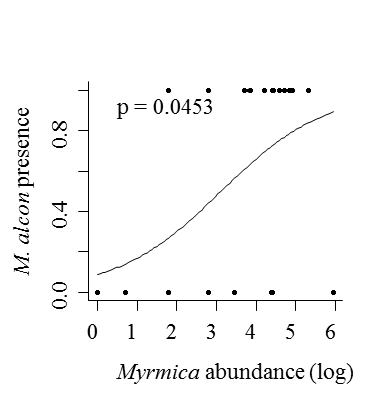 p = 0.0453
M. alcon presence
0.8
0.4
0.0
0 1 2 3 4 5 6
Myrmica abundance (log)